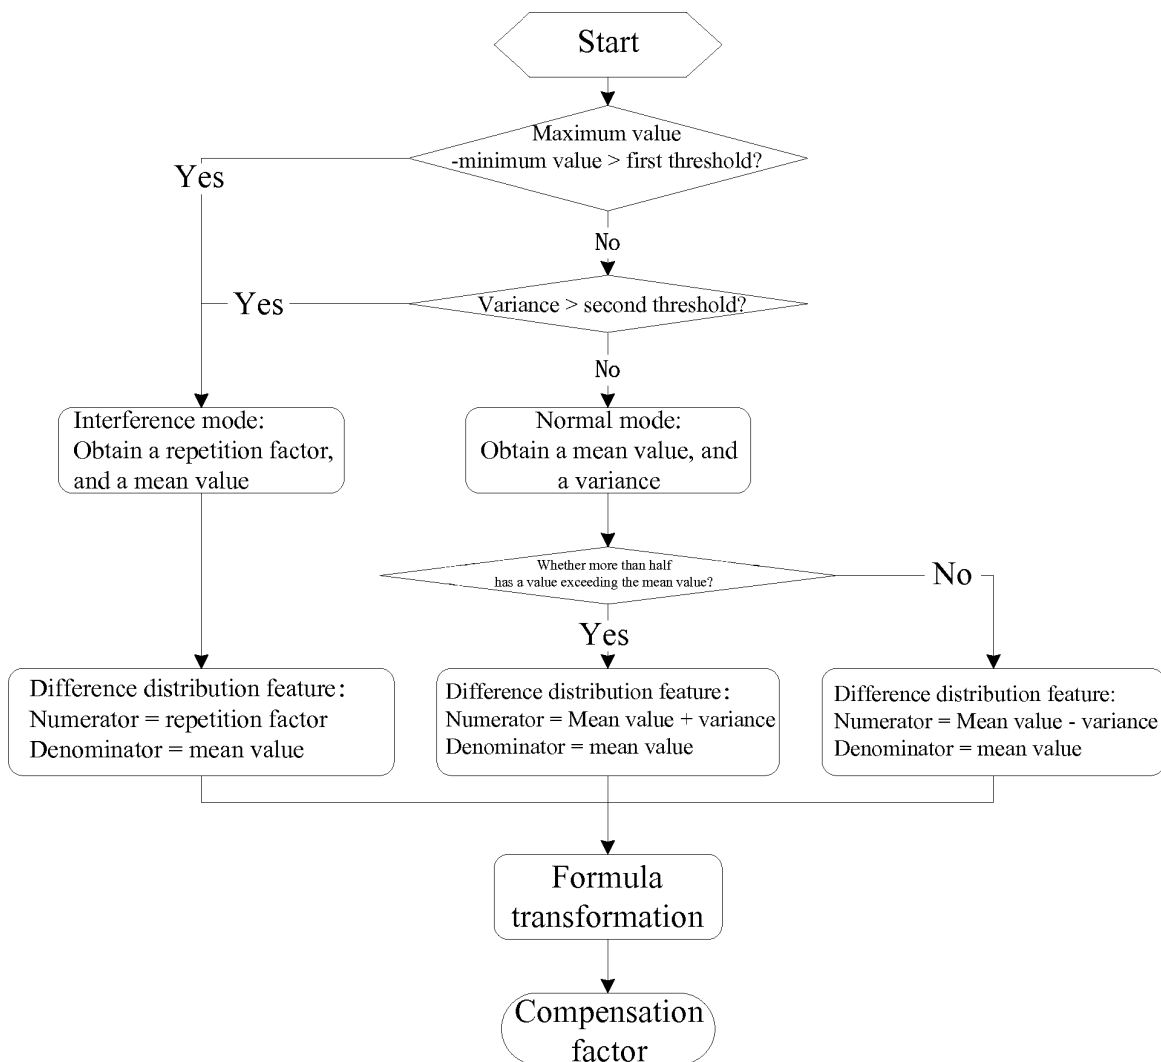 Start
Maximum value
-minimum value > first threshold?
Yes
No
Yes
Variance > second threshold?
No
Interference mode:
Obtain a repetition factor,
and a mean value
Normal mode:
Obtain a mean value, and
a variance
Whether more than half
has a value exceeding the mean value?
No
Yes
Difference distribution feature:
Numerator = repetition factor
Denominator = mean value
Difference distribution feature:
Numerator = Mean value + variance
Denominator = mean value
Difference distribution feature:
Numerator = Mean value - variance
Denominator = mean value
Formula
transformation
Compensation
factor